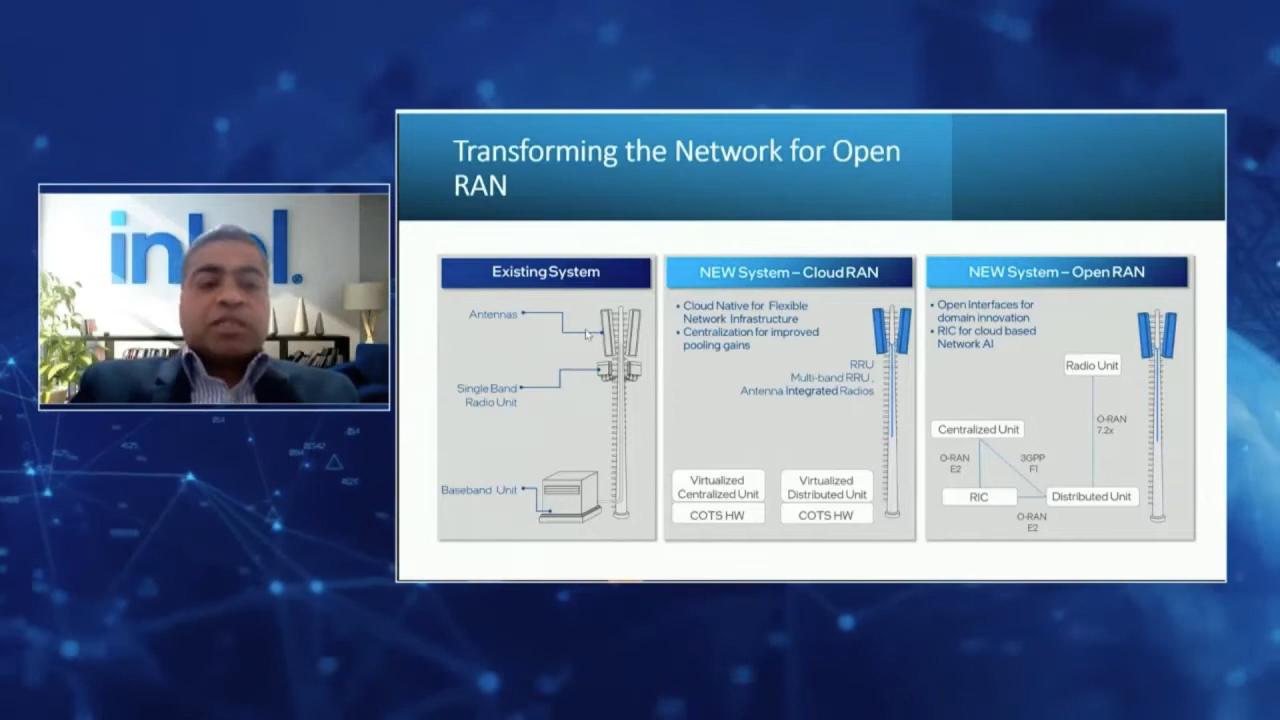 intel.
Transforming the Network for Open
RAN
Existing System
Antennas
Single Band
Radio Unit
Baseband Unit
NEW System – Cloud RAN
• Cloud Native for Flexible
Network Infrastructure
• Centralization for improved
pooling gains
RRU
Multi-band RRU ,
Antenna Integrated Radios
Virtualized
Centralized Unit
COTS HW
Virtualized
Distributed Unit
COTS HW
NEW System – Open RAN
• Open Interfaces for
domain innovation
• RIC for cloud based
Network AI
Radio Unit
O-RAN
7.2x
Centralized Unit
O-RAN
E2
3GPP
F1
RIC
Distributed Unit
O-RAN
E2